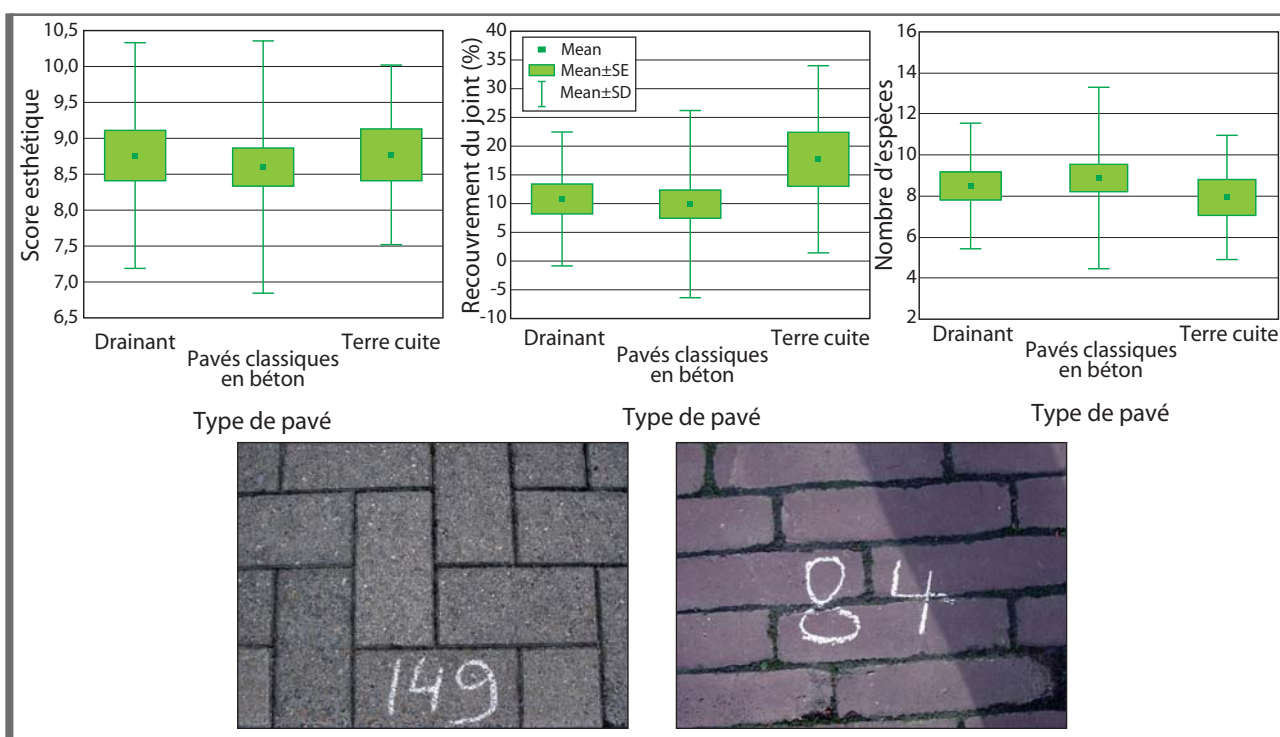 Score esthétique
10,5
10,0
9,5
9,0
8,5
8,0
7,5
7,0
6,5
Drainant
Pavés classiques
en béton
Terre cuite
Type de pavé
Recouvrement du joint (%)
40
35
30
25
20
15
10
5
0
-5
-10
Mean
Mean±SE
Mean±SD
Drainant
Pavés classiques
en béton
Terre cuite
Type de pavé
Nombre d'espèces
16
14
12
10
8
6
4
2
Drainant
Pavés classiques
en béton
Terre cuite
Type de pavé
149
84